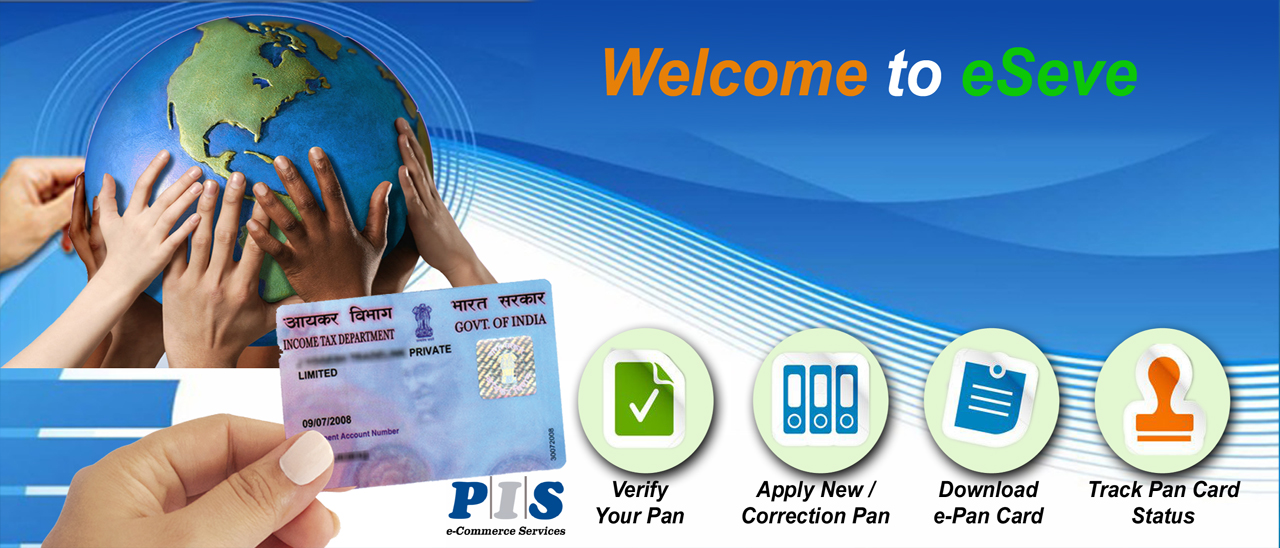 Welcome to eSeve
आयकर विभाग
INCOME TAX DEPARTMENT
भारत सरकार
GOVT. OF INDIA
PRIVATE
LIMITED
09/07/2008
Account Number
30072008
PIS
e-Commerce Services
Verify
Your Pan
Apply New /
Correction Pan
Download
e-Pan Card
Track Pan Card
Status